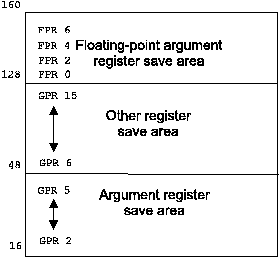 160
FPR 6
FPR 4 Floating-point argument
FPR 2 register save area
128 FPR 0
GPR 15
Other register
save area
48 GPR 6
GPR 5 Argument register
save area
16 GPR 2